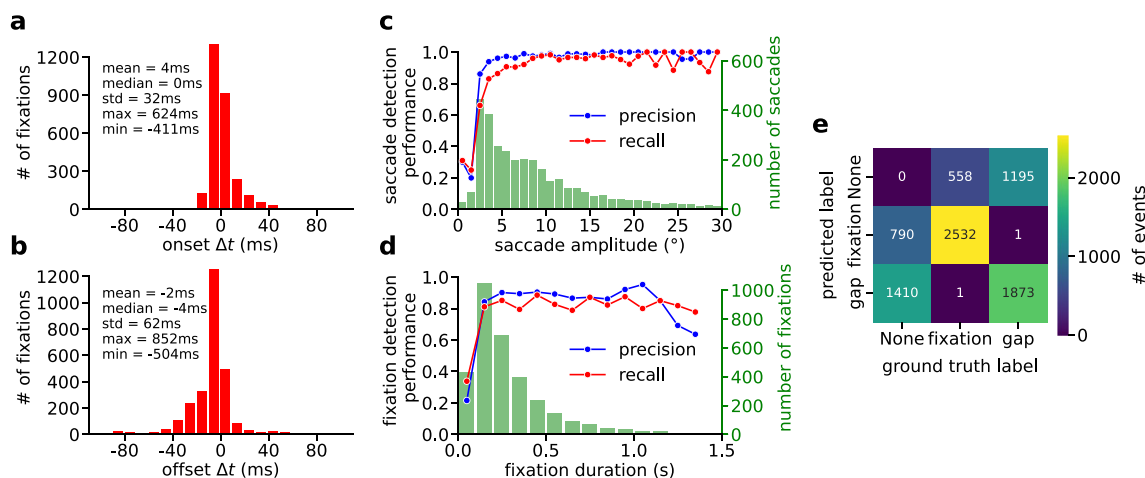 a
1200
900
600
300
0
# of fixations
mean = 4ms
median = 0ms
std = 32ms
max = 624ms
min = -411ms
-80 -40 0 40 80
onset Δt (ms)
b
1200
1000
800
600
400
200
0
# of fixations
mean = -2ms
median = -4ms
std = 62ms
max = 852ms
min = -504ms
-80 -40 0 40 80
offset Δt (ms)
c
1.0
0.8
0.6
0.4
0.2
0.0
saccade detection
performance
precision
recall
600
400
200
0
number of saccades
0 5 10 15 20 25 30
saccade amplitude (°)
d
1.0
0.8
0.6
0.4
0.2
0.0
fixation detection
performance
precision
recall
1000
800
600
400
200
0
number of fixations
0.0 0.5 1.0 1.5
fixation duration (s)
e
predicted label
None
fixation
gap
0 558 1195
790 2532 1
1410 1 1873
None fixation gap
ground truth label
2000
1000
0
# of events